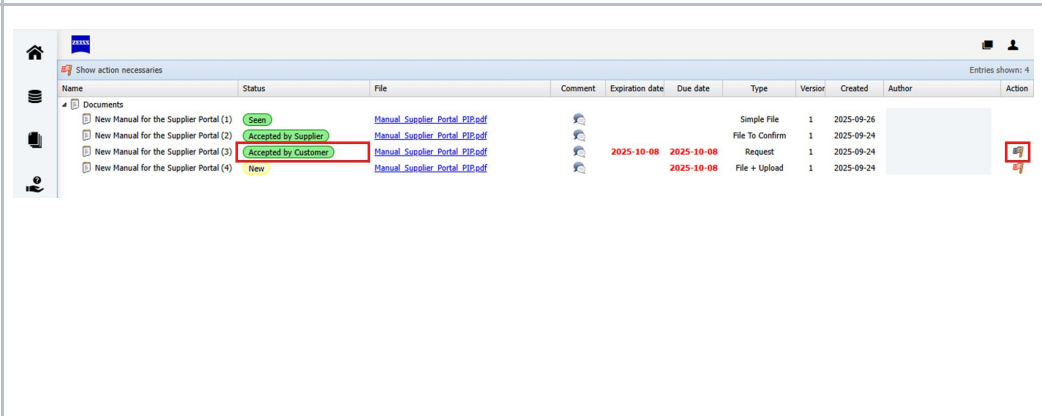 ZEISS
Show action necessaries Entries shown: 4
Name Status File Comment Expiration date Due date Type Version Created Author Action
Documents
New Manual for the Supplier Portal (1) Seen Manual_Supplier_Portal_PIP.pdf Simple File 1 2025-09-26
New Manual for the Supplier Portal (2) Accepted by Supplier Manual_Supplier_Portal_PIP.pdf File To Confirm 1 2025-09-24
New Manual for the Supplier Portal (3) Accepted by Customer Manual_Supplier_Portal_PIP.pdf 2025-10-08 2025-10-08 Request 1 2025-09-24
New Manual for the Supplier Portal (4) New Manual_Supplier_Portal_PIP.pdf 2025-10-08 File + Upload 1 2025-09-24